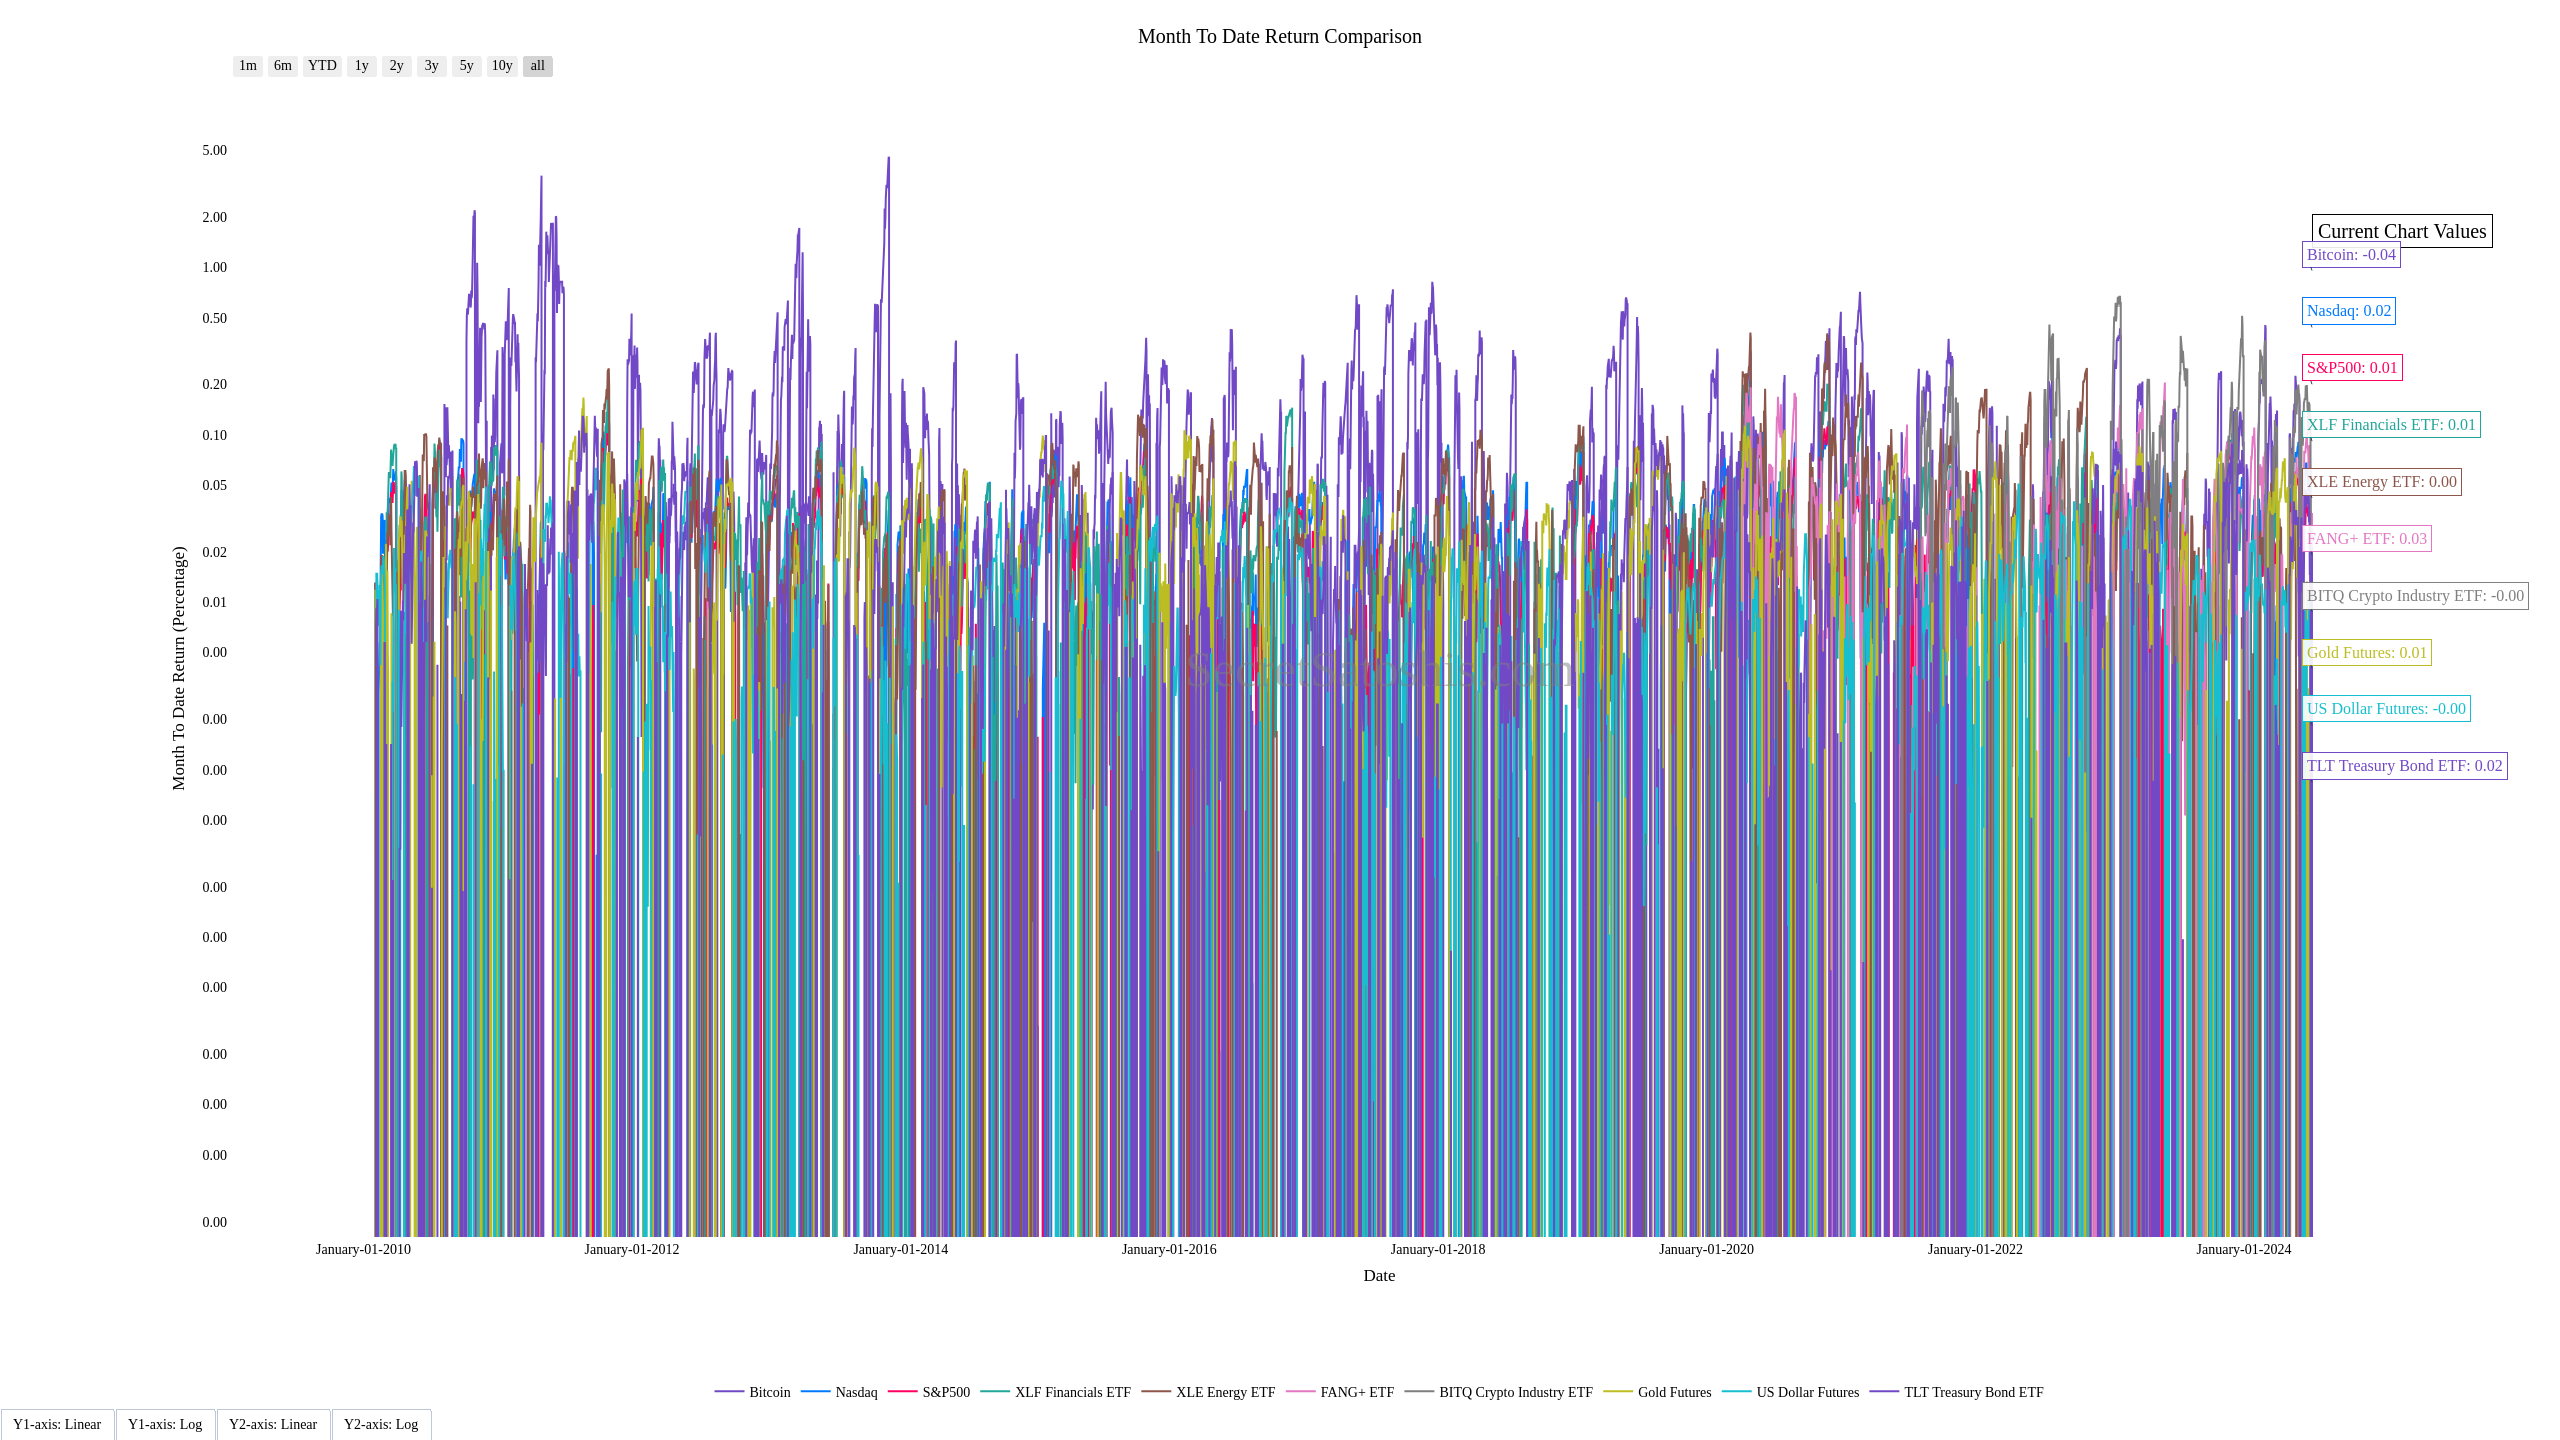 Month To Date Return Comparison
1m 6m YTD 1y 2y 3y 5y 10y all
5.00
2.00
1.00
0.50
0.20
0.10
0.05
0.02
0.01
0.00
0.00
0.00
0.00
0.00
0.00
0.00
0.00
0.00
0.00
0.00
Month To Date Return (Percentage)
SecretSatoshis.com
Current Chart Values
Bitcoin: -0.04
Nasdaq: 0.02
S&P500: 0.01
XLF Financials ETF: 0.01
XLE Energy ETF: 0.00
FANG+ ETF: 0.03
BITQ Crypto Industry ETF: -0.00
Gold Futures: 0.01
US Dollar Futures: -0.00
TLT Treasury Bond ETF: 0.02
January-01-2010 January-01-2012 January-01-2014 January-01-2016 January-01-2018 January-01-2020 January-01-2022 January-01-2024
Date
Bitcoin Nasdaq S&P500 XLF Financials ETF XLE Energy ETF FANG+ ETF BITQ Crypto Industry ETF Gold Futures US Dollar Futures TLT Treasury Bond ETF
Y1-axis: Linear Y1-axis: Log Y2-axis: Linear Y2-axis: Log